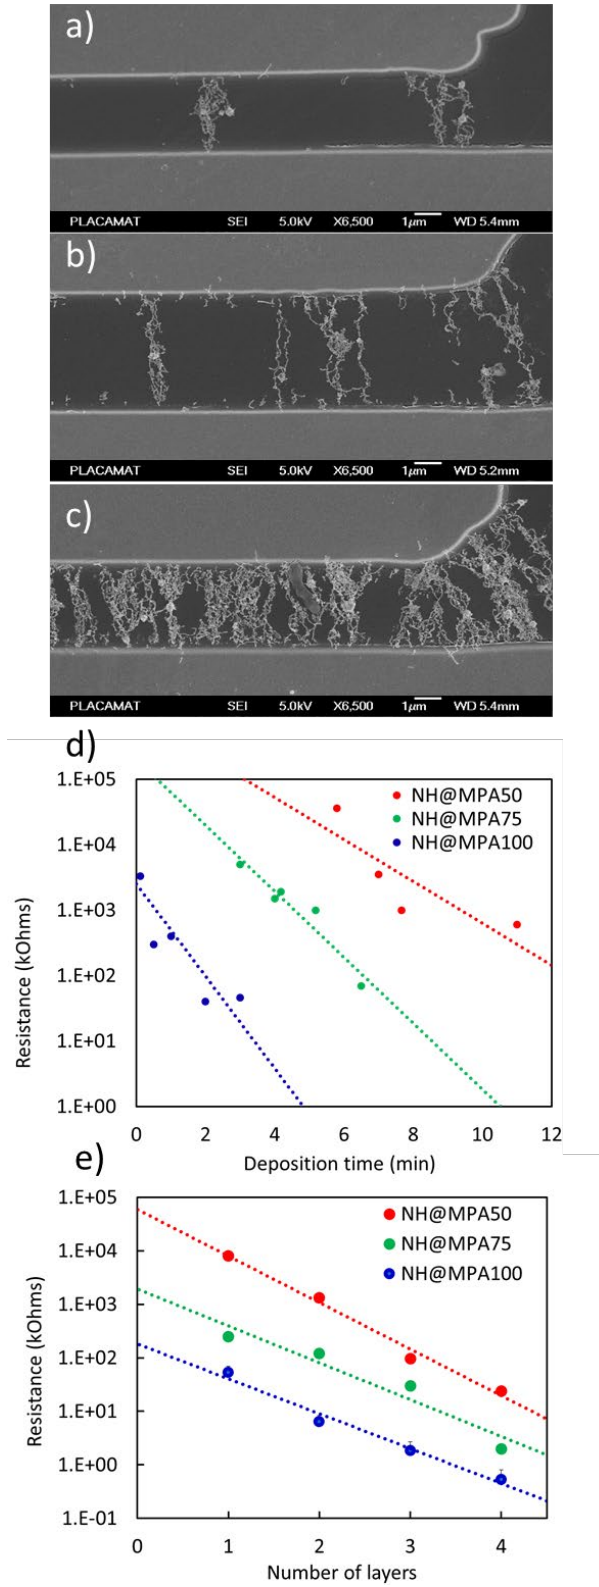 a)
PLACAMAT SEI 5.0kV X6,500 1µm WD 5.4mm
b)
PLACAMAT SEI 5.0kV X6,500 1µm WD 5.2mm
c)
PLACAMAT SEI 5.0kV X6,500 1µm WD 5.4mm
d)
1.E+05
1.E+04
1.E+03
1.E+02
1.E+01
1.E+00
Resistance (kOhms)
NH@MPA50
NH@MPA75
NH@MPA100
0 2 4 6 8 10 12
Deposition time (min)
e)
1.E+05
1.E+04
1.E+03
1.E+02
1.E+01
1.E+00
1.E-01
Resistance (kOhms)
NH@MPA50
NH@MPA75
NH@MPA100
0 1 2 3 4
Number of layers